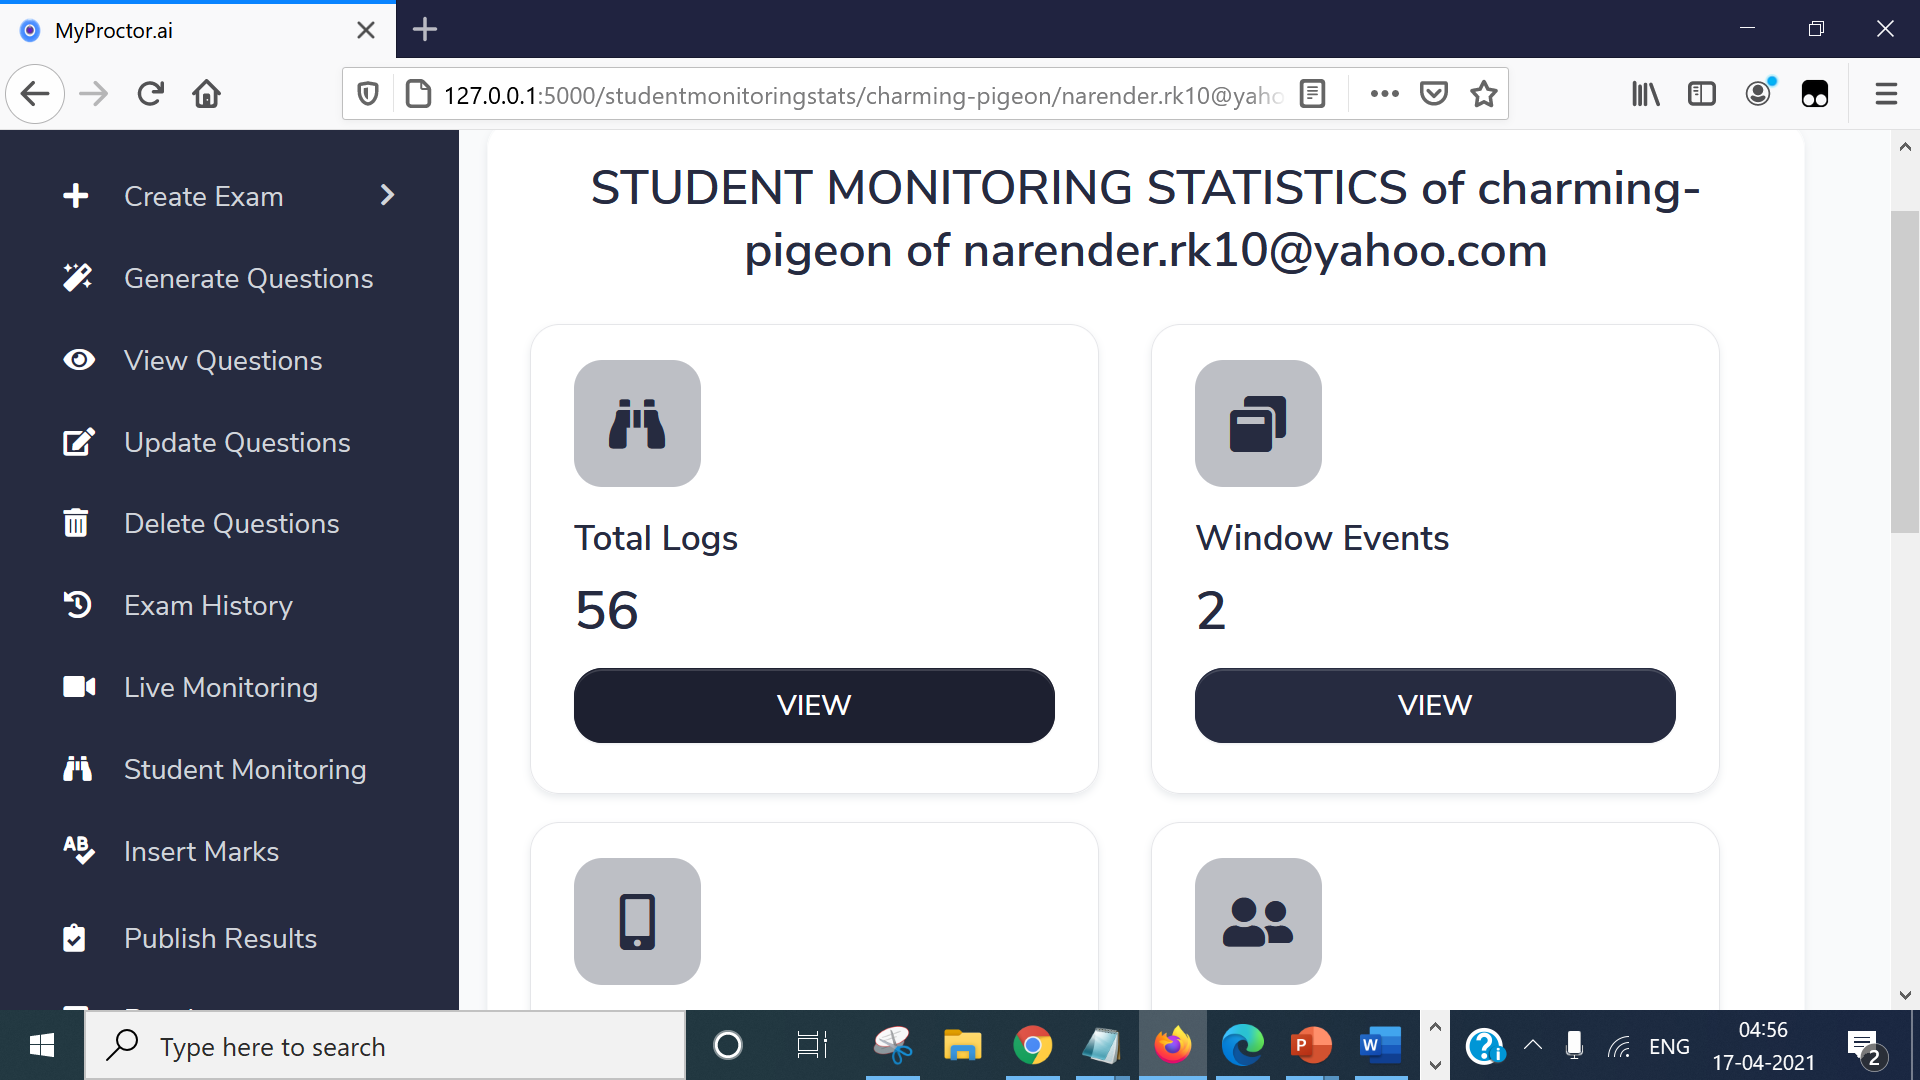 MyProctor.ai
127.0.0.1:5000/studentmonitoringstats/charming-pigeon/narender.rk10@yaho
Create Exam
Generate Questions
View Questions
Update Questions
Delete Questions
Exam History
Live Monitoring
Student Monitoring
AB
Insert Marks
Publish Results
STUDENT MONITORING STATISTICS of charming-
pigeon of narender.rk10@yahoo.com
Total Logs
56
VIEW
Window Events
2
VIEW
Type here to search
P
W
ENG
04:56
17-04-2021
2